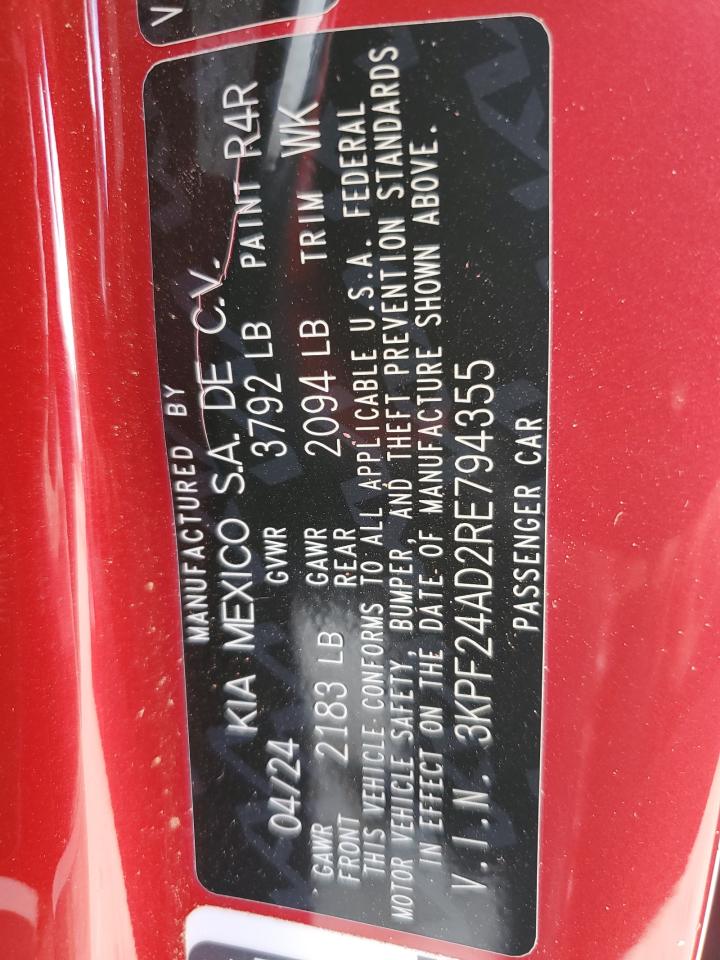 V
MANUFACTURED BY
KIA MEXICO S.A. DE C.V.
04/24 GVWR 3792 LB PAINT R4R
GAWR FRONT 2183 LB GAWR REAR 2094 LB TRIM WK
THIS VEHICLE CONFORMS TO ALL APPLICABLE U.S.A. FEDERAL
MOTOR VEHICLE SAFETY, BUMPER, AND THEFT PREVENTION STANDARDS
IN EFFECT ON THE DATE OF MANUFACTURE SHOWN ABOVE.
V.I.N. 3KPF24AD2RE794355
PASSENGER CAR